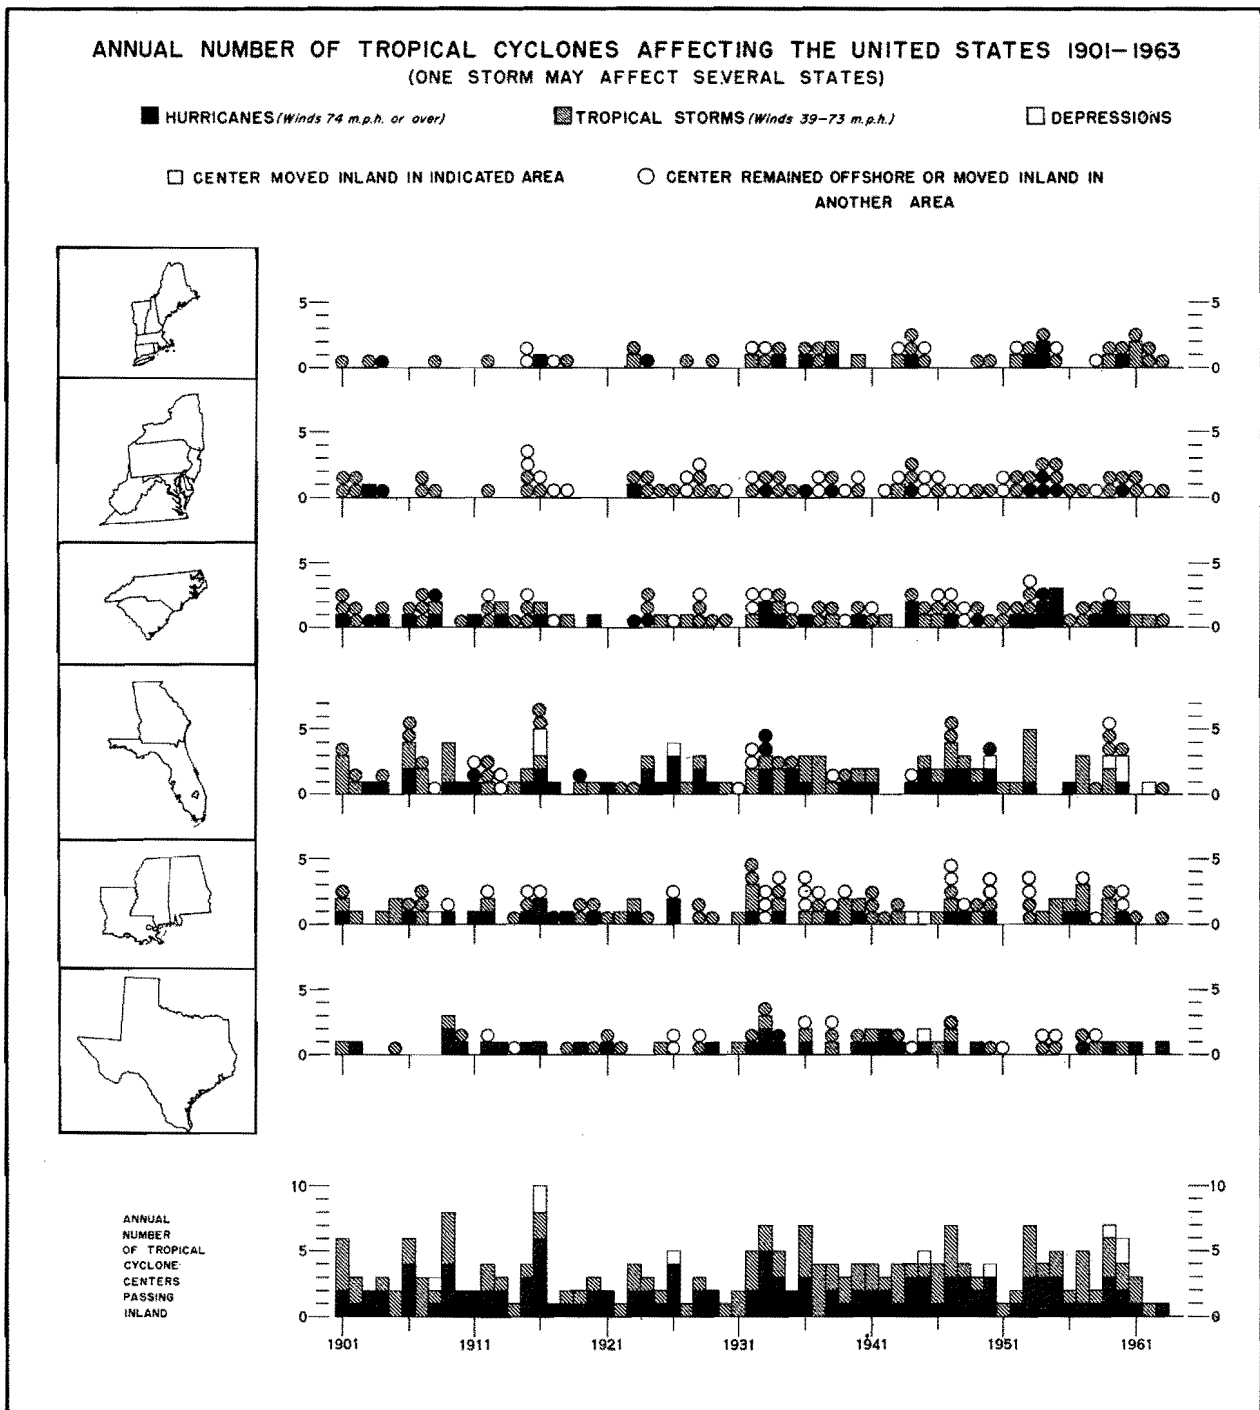 ANNUAL NUMBER OF TROPICAL CYCLONES AFFECTING THE UNITED STATES 1901–1963
(ONE STORM MAY AFFECT SEVERAL STATES)
HURRICANES (Winds 74 m.p.h. or over) TROPICAL STORMS (Winds 39–73 m.p.h.) DEPRESSIONS
CENTER MOVED INLAND IN INDICATED AREA CENTER REMAINED OFFSHORE OR MOVED INLAND IN
ANOTHER AREA
5 5
0 0
5 5
0 0
5 5
0 0
5 5
0 0
5 5
0 0
5 5
0 0
10 10
ANNUAL
NUMBER
OF TROPICAL
CYCLONE
CENTERS
PASSING
INLAND
5 5
0 0
1901 1911 1921 1931 1941 1951 1961